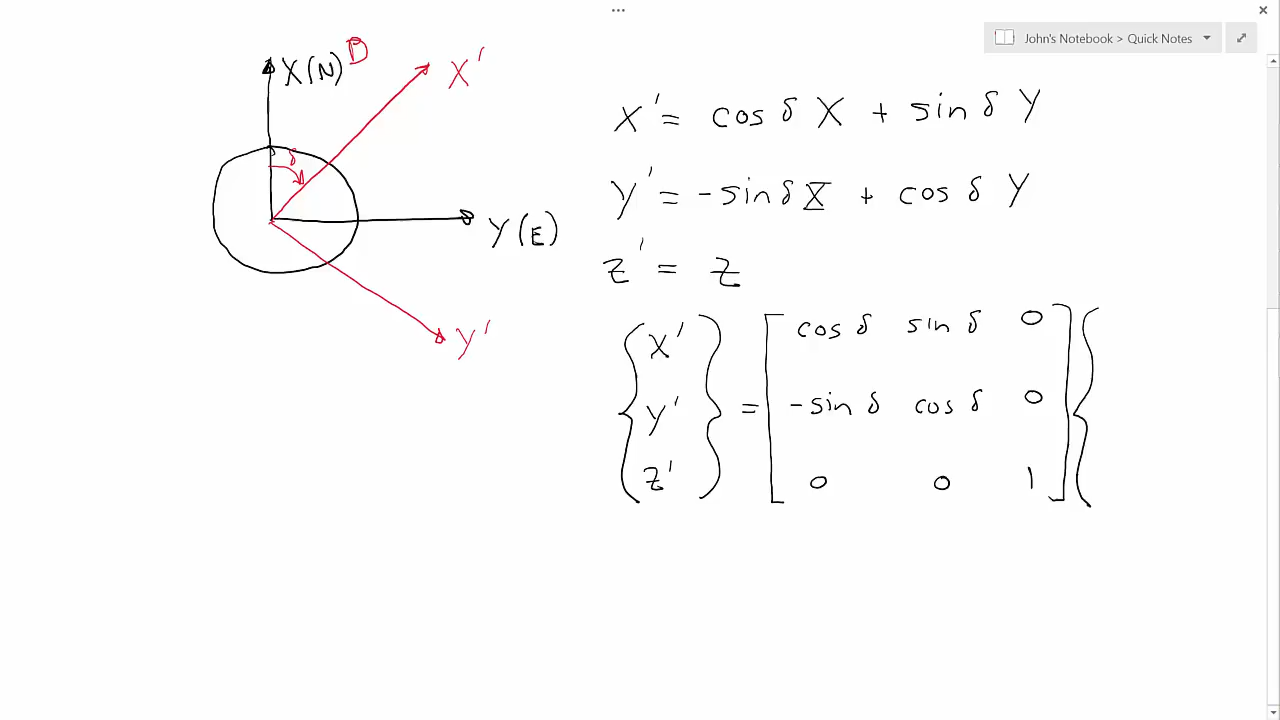 ...
John's Notebook > Quick Notes
X(N) D
X'
δ
Y(E)
Y'
X' = cos δ X + sin δ Y
Y' = -sin δ X + cos δ Y
Z' = Z
{ X' } = [ cos δ sin δ 0 ] {
Y' -sin δ cos δ 0
Z' 0 0 1